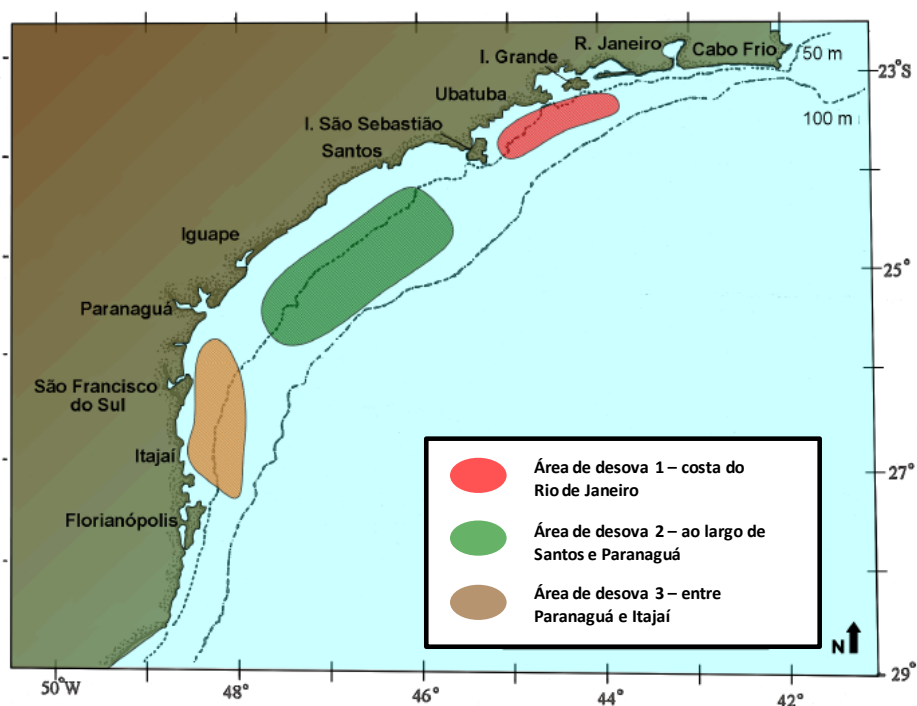 R. Janeiro
Cabo Frio
50 m
I. Grande
23°S
Ubatuba
100 m
I. São Sebastião
Santos
Iguape
25°
Paranaguá
São Francisco
do Sul
Itajaí
27°
Florianópolis
Área de desova 1 – costa do
Rio de Janeiro
Área de desova 2 – ao largo de
Santos e Paranaguá
Área de desova 3 – entre
Paranaguá e Itajaí
N
29°
50°W
48°
46°
44°
42°